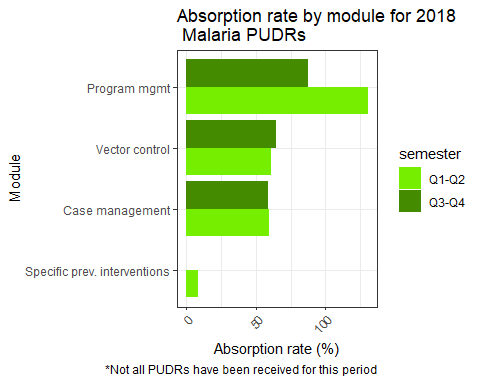 Absorption rate by module for 2018
Malaria PUDRs
Module
Program mgmt
Vector control
Case management
Specific prev. interventions
0
50
100
Absorption rate (%)
semester
Q1-Q2
Q3-Q4
*Not all PUDRs have been received for this period